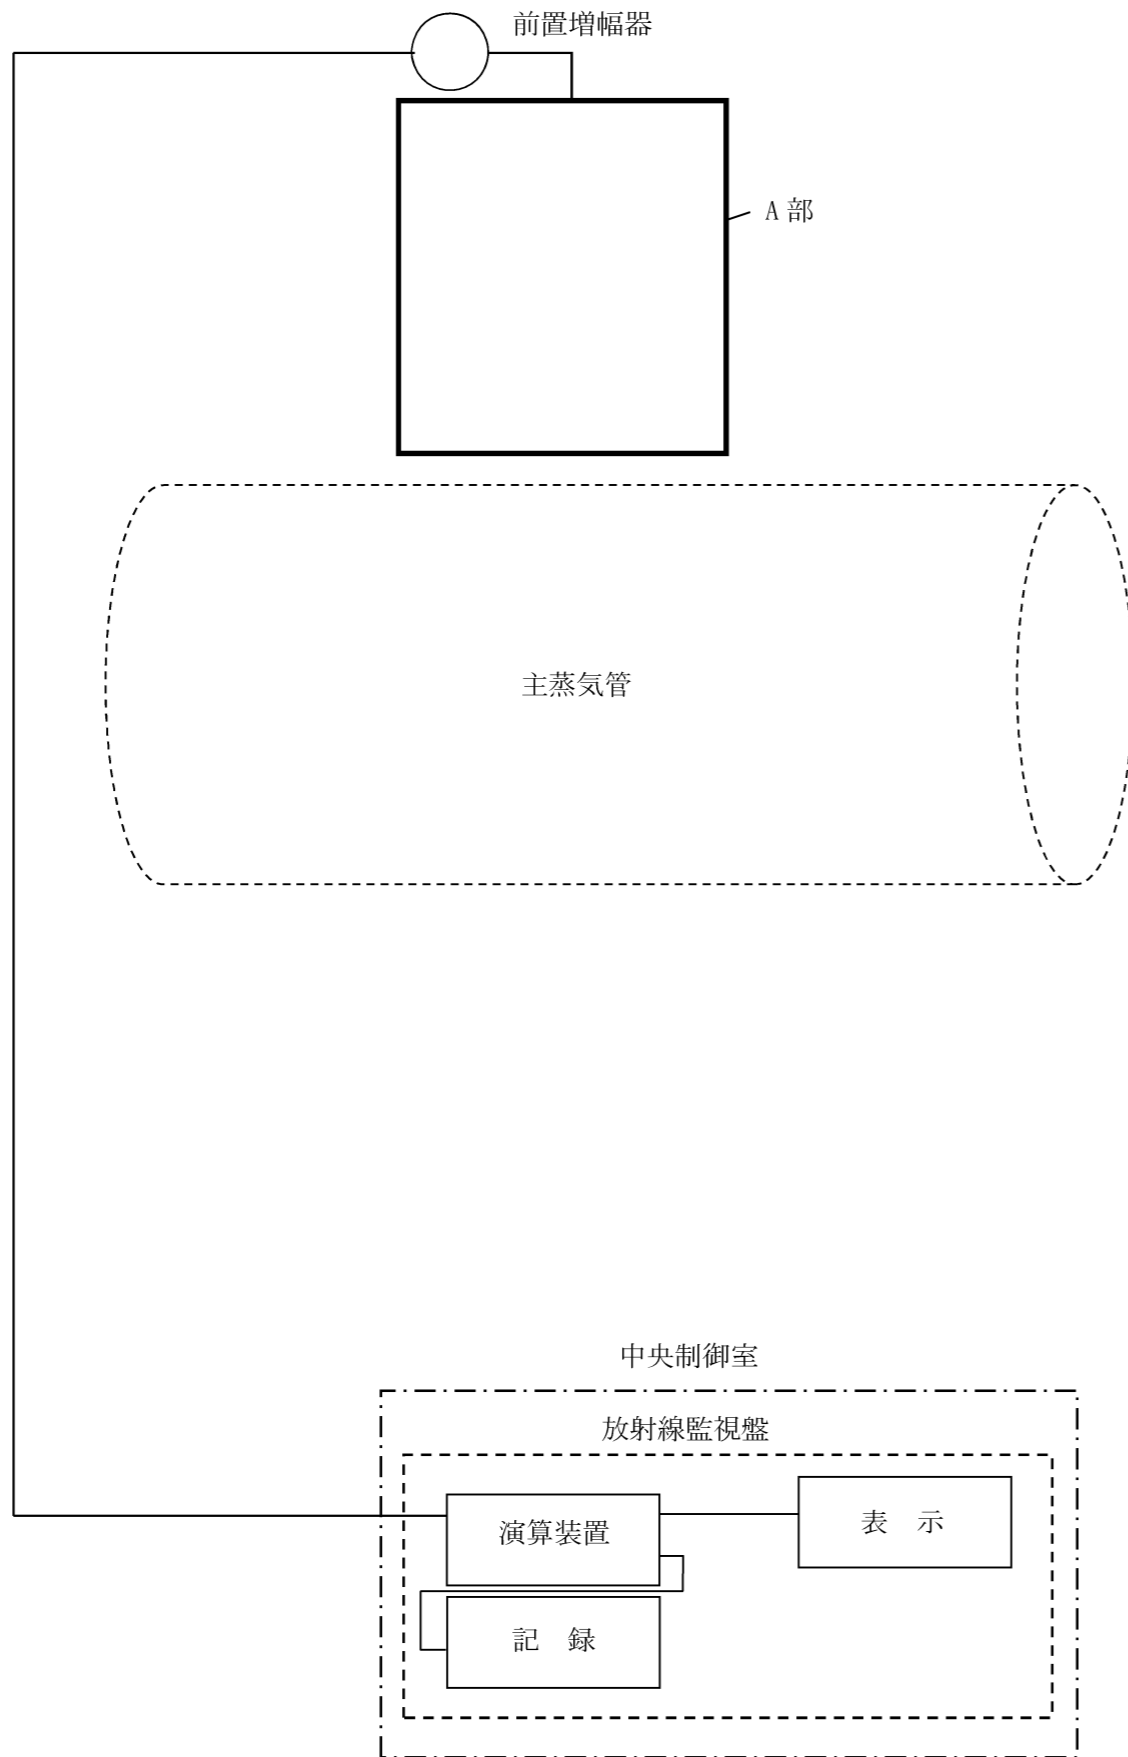 前置増幅器
A 部
主蒸気管
中央制御室
放射線監視盤
演算装置
表　示
記　録